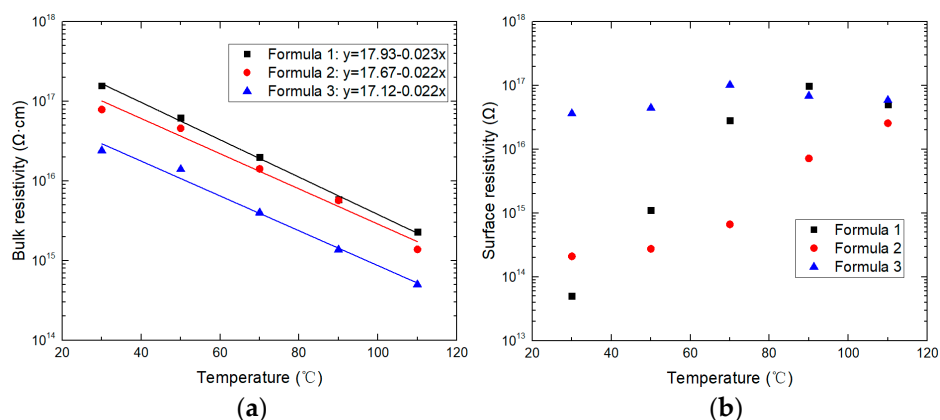 10^18
10^17
10^16
10^15
10^14
Bulk resistivity (Ω·cm)
Formula 1: y=17.93-0.023x
Formula 2: y=17.67-0.022x
Formula 3: y=17.12-0.022x
20 40 60 80 100 120
Temperature (℃)
(a)
10^18
10^17
10^16
10^15
10^14
10^13
Surface resistivity (Ω)
Formula 1
Formula 2
Formula 3
20 40 60 80 100 120
Temperature (℃)
(b)